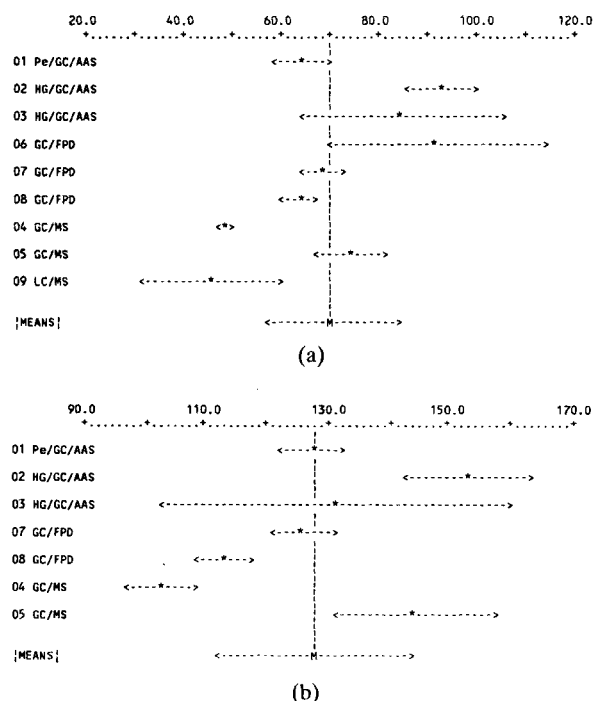 20.0 40.0 60.0 80.0 100.0 120.0
01 Pe/GC/AAS
02 HG/GC/AAS
03 HG/GC/AAS
06 GC/FPD
07 GC/FPD
08 GC/FPD
04 GC/MS
05 GC/MS
09 LC/MS
¦MEANS¦ M
(a)
90.0 110.0 130.0 150.0 170.0
01 Pe/GC/AAS
02 HG/GC/AAS
03 HG/GC/AAS
07 GC/FPD
08 GC/FPD
04 GC/MS
05 GC/MS
¦MEANS¦ M
(b)